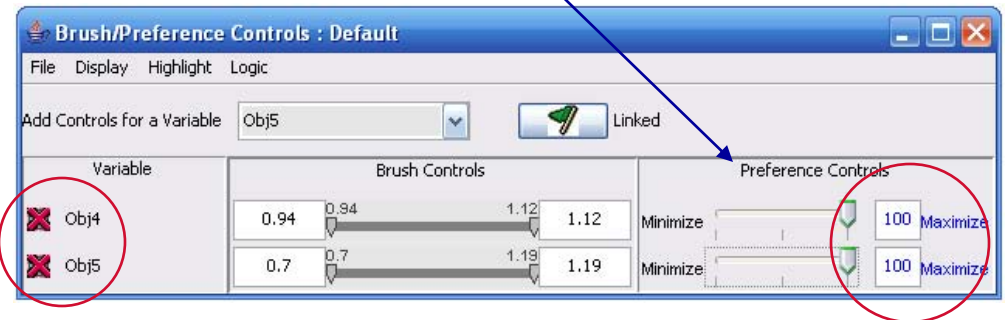 Brush/Preference Controls : Default
File Display Highlight Logic
Add Controls for a Variable Obj5 Linked
Variable Brush Controls Preference Controls
Obj4 0.94 0.94 1.12 1.12 Minimize 100 Maximize
Obj5 0.7 0.7 1.19 1.19 Minimize 100 Maximize